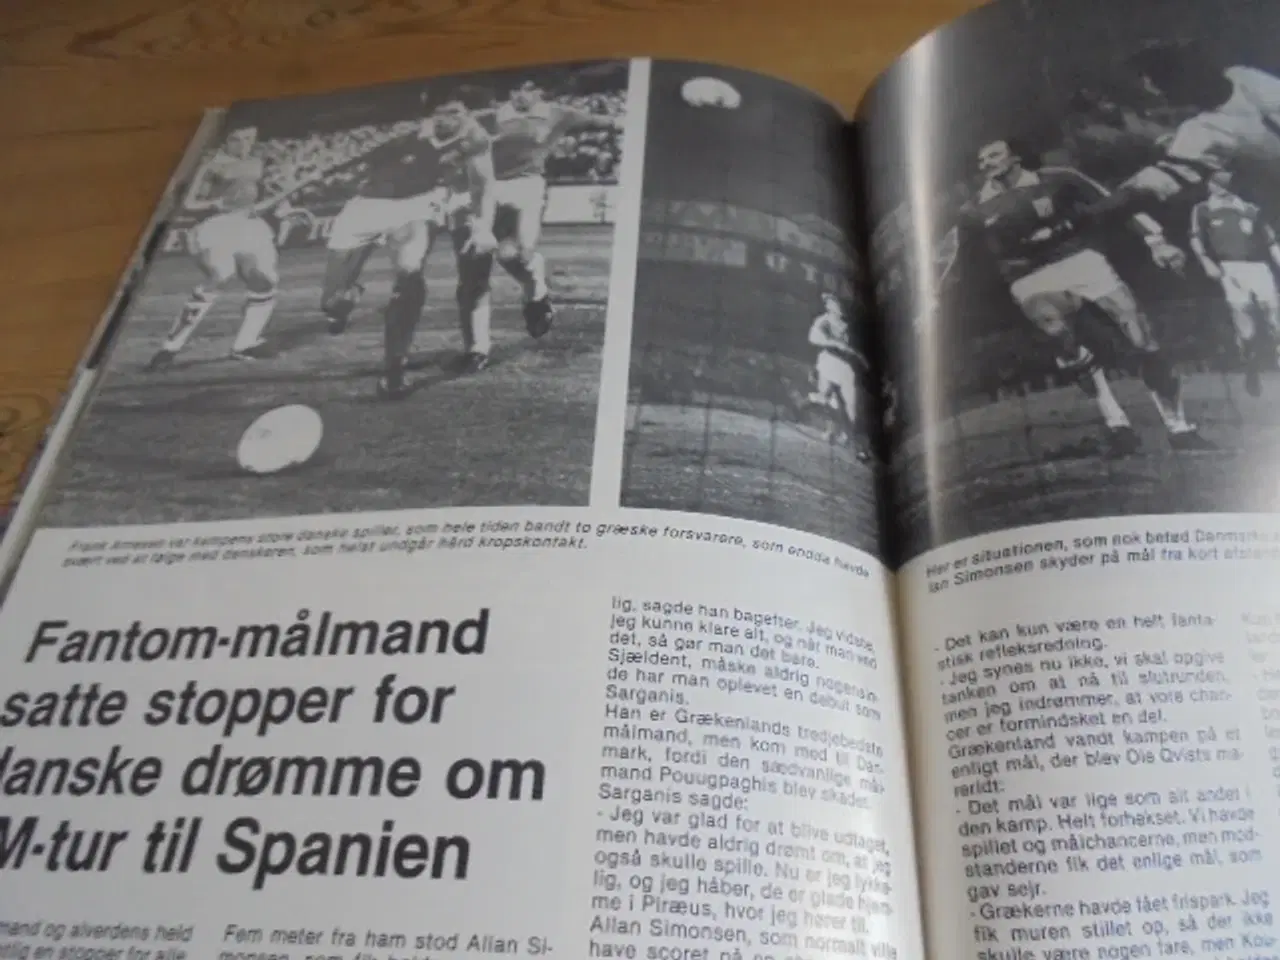 Frank Arnesen var kampens store danske spiller, som hele tiden bandt to græske forsvarere, som endda havde
svært ved at følge med danskeren, som helst undgår hård kropskontakt.
Her er situationen, som nok betød Danmarks
lan Simonsen skyder på mål fra kort afstand
Fantom-målmand
satte stopper for
danske drømme om
M-tur til Spanien
mand og alverdens held
ntlig en stopper for alle
Fem meter fra ham stod Allan Si-
monsen, som fik
lig, sagde han bagefter. Jeg vidste,
jeg kunne klare alt, og når man ved
det, så gør man det bare.
Sjældent, måske aldrig nogensin-
de har man oplevet en debut som
Sarganis.
Han er Grækenlands tredjebedste
målmand, men kom med til Dan-
mark, fordi den sædvanlige mål-
mand Pouugpaghis blev skadet.
Sarganis sagde:
- Jeg var glad for at blive udtaget,
men havde aldrig drømt om, at jeg
også skulle spille. Nu er jeg lykke-
lig, og jeg håber, de er glade hjem-
me i Piræus, hvor jeg hører til.
Allan Simonsen, som normalt ville
have scoret på en
- Det kan kun være en helt fanta-
stisk refleksredning.
- Jeg synes nu ikke, vi skal opgive
tanken om at nå til slutrunden,
men jeg indrømmer, at vore chan-
cer er formindsket en del.
Grækenland vandt kampen på et
enligt mål, der blev Ole Qvists ma-
reridt:
- Det mål var lige som alt andet i
den kamp. Helt forhekset. Vi havde
spillet og målchancerne, men mod-
standerne fik det enlige mål, som
gav sejr.
- Grækerne havde fået frispark. Jeg
fik muren stillet op, så der ikke
skulle være nogen fare, men Kou-